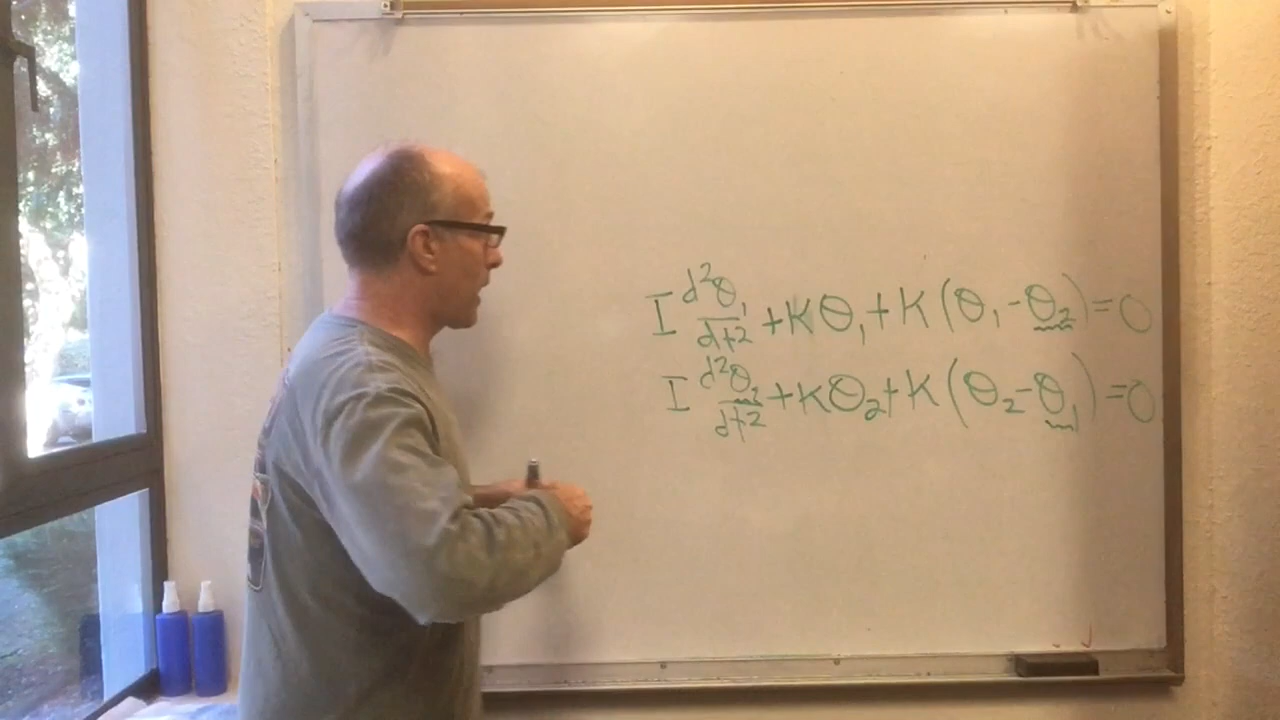 I d²θ₁/dt² + Kθ₁ + K(θ₁ - θ₂) = 0
I d²θ₂/dt² + Kθ₂ + K(θ₂ - θ₁) = 0